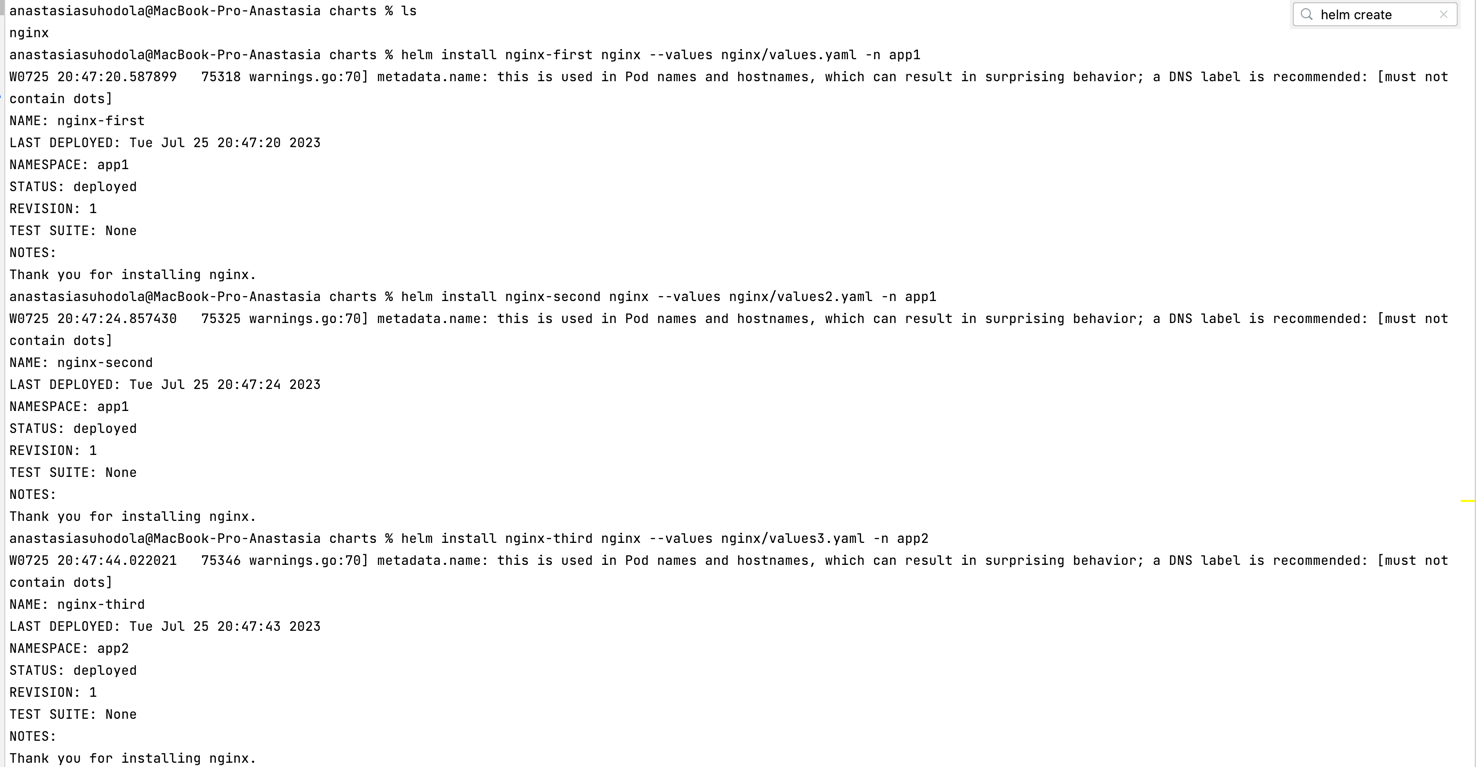 anastasiasuhodola@MacBook-Pro-Anastasia charts % ls
helm create
nginx
anastasiasuhodola@MacBook-Pro-Anastasia charts % helm install nginx-first nginx --values nginx/values.yaml -n app1
W0725 20:47:20.587899   75318 warnings.go:70] metadata.name: this is used in Pod names and hostnames, which can result in surprising behavior; a DNS label is recommended: [must not
contain dots]
NAME: nginx-first
LAST DEPLOYED: Tue Jul 25 20:47:20 2023
NAMESPACE: app1
STATUS: deployed
REVISION: 1
TEST SUITE: None
NOTES:
Thank you for installing nginx.
anastasiasuhodola@MacBook-Pro-Anastasia charts % helm install nginx-second nginx --values nginx/values2.yaml -n app1
W0725 20:47:24.857430   75325 warnings.go:70] metadata.name: this is used in Pod names and hostnames, which can result in surprising behavior; a DNS label is recommended: [must not
contain dots]
NAME: nginx-second
LAST DEPLOYED: Tue Jul 25 20:47:24 2023
NAMESPACE: app1
STATUS: deployed
REVISION: 1
TEST SUITE: None
NOTES:
Thank you for installing nginx.
anastasiasuhodola@MacBook-Pro-Anastasia charts % helm install nginx-third nginx --values nginx/values3.yaml -n app2
W0725 20:47:44.022021   75346 warnings.go:70] metadata.name: this is used in Pod names and hostnames, which can result in surprising behavior; a DNS label is recommended: [must not
contain dots]
NAME: nginx-third
LAST DEPLOYED: Tue Jul 25 20:47:43 2023
NAMESPACE: app2
STATUS: deployed
REVISION: 1
TEST SUITE: None
NOTES:
Thank you for installing nginx.